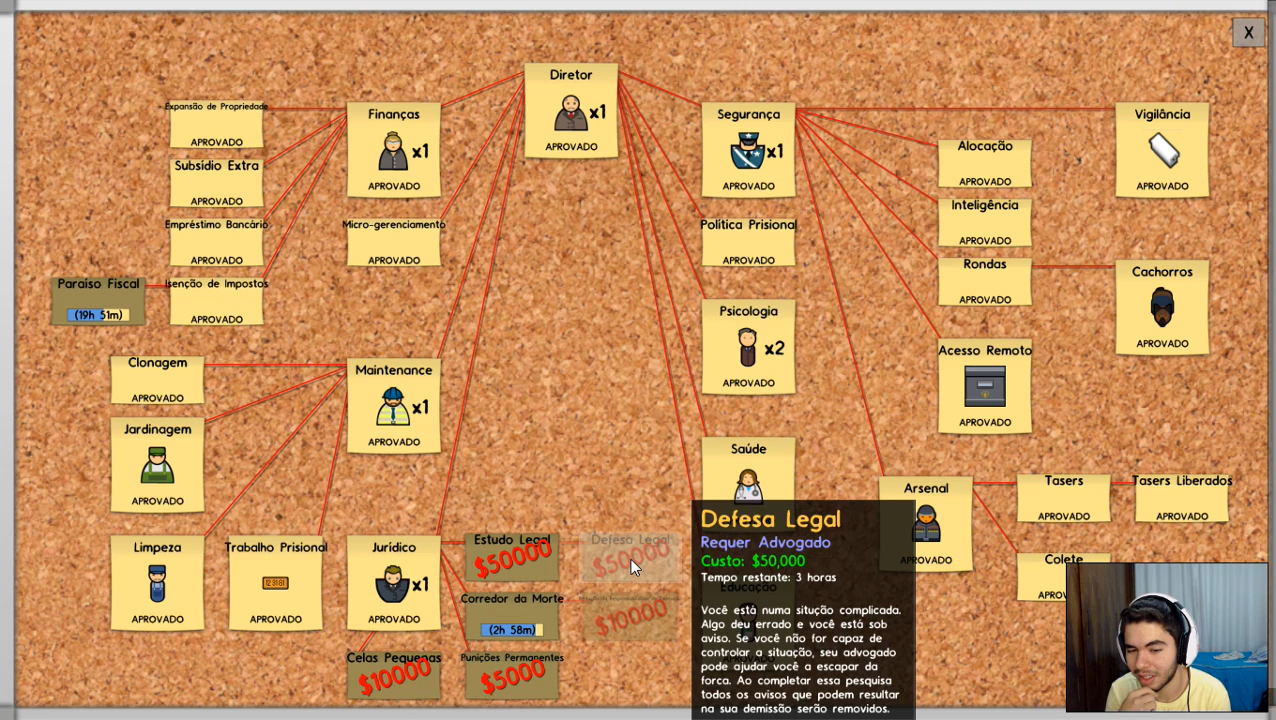 X
Diretor
x1
APROVADO
Expansão de Propriedade
APROVADO
Finanças
x1
APROVADO
Segurança
x1
APROVADO
Vigilância
APROVADO
Subsídio Extra
APROVADO
Alocação
APROVADO
Inteligência
APROVADO
Empréstimo Bancário
APROVADO
Micro-gerenciamento
APROVADO
Política Prisional
APROVADO
Rondas
APROVADO
Cachorros
APROVADO
Paraíso Fiscal
(19h 51m)
Isenção de Impostos
APROVADO
Psicologia
x2
APROVADO
Acesso Remoto
APROVADO
Clonagem
APROVADO
Maintenance
x1
APROVADO
Jardinagem
APROVADO
Saúde
Arsenal
Tasers
APROVADO
Tasers Liberados
APROVADO
Colete
Limpeza
APROVADO
Trabalho Prisional
APROVADO
Jurídico
x1
APROVADO
Estudo Legal
$50000
Defesa Legal
$50000
Corredor da Morte
(2h 58m)
$10000
Celas Pequenas
$10000
Punições Permanentes
$5000
Educação
Defesa Legal
Requer Advogado
Custo: $50,000
Tempo restante: 3 horas
Você está numa situção complicada.
Algo deu errado e você está sob
aviso. Se você não for capaz de
controlar a situação, seu advogado
pode ajudar você a escapar da
forca. Ao completar essa pesquisa
todos os avisos que podem resultar
na sua demissão serão removidos.